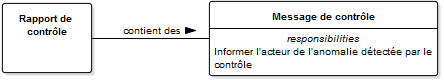 Rapport de
contrôle
contient des
Message de contrôle
responsibilities
Informer l'acteur de l'anomalie détectée par le
contrôle